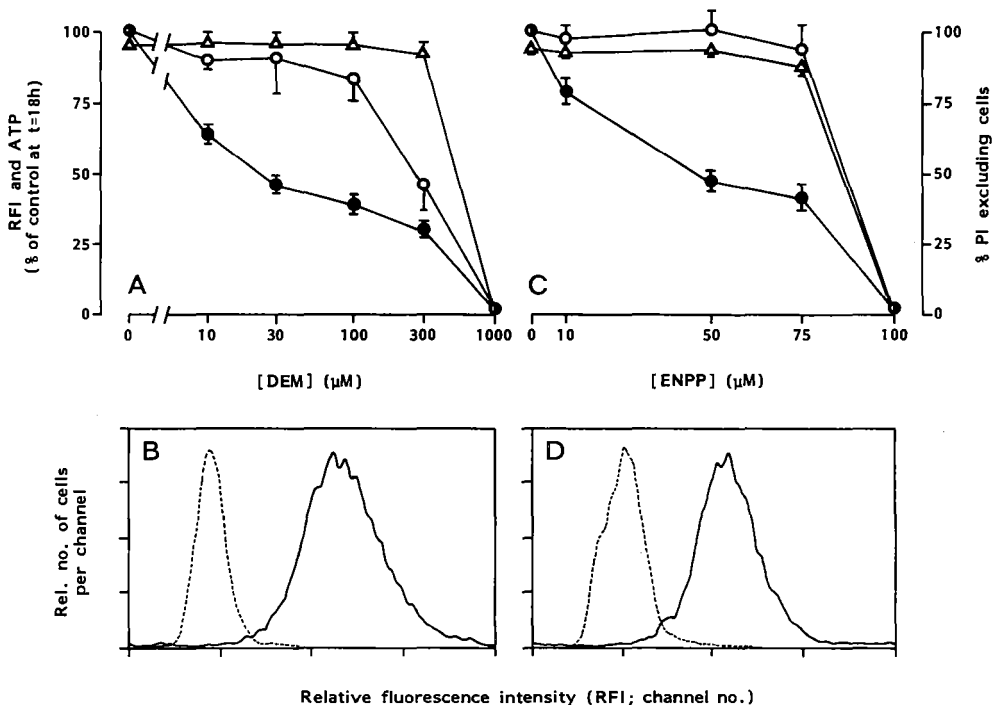 RFI and ATP
(% of control at t=18h)
100
75
50
25
0
A
0
10
30
100
300
1000
[DEM] (μM)
C
0
10
50
75
100
[ENPP] (μM)
100
75
50
25
0
% PI excluding cells
Rel. no. of cells
per channel
B
D
Relative fluorescence intensity (RFI; channel no.)